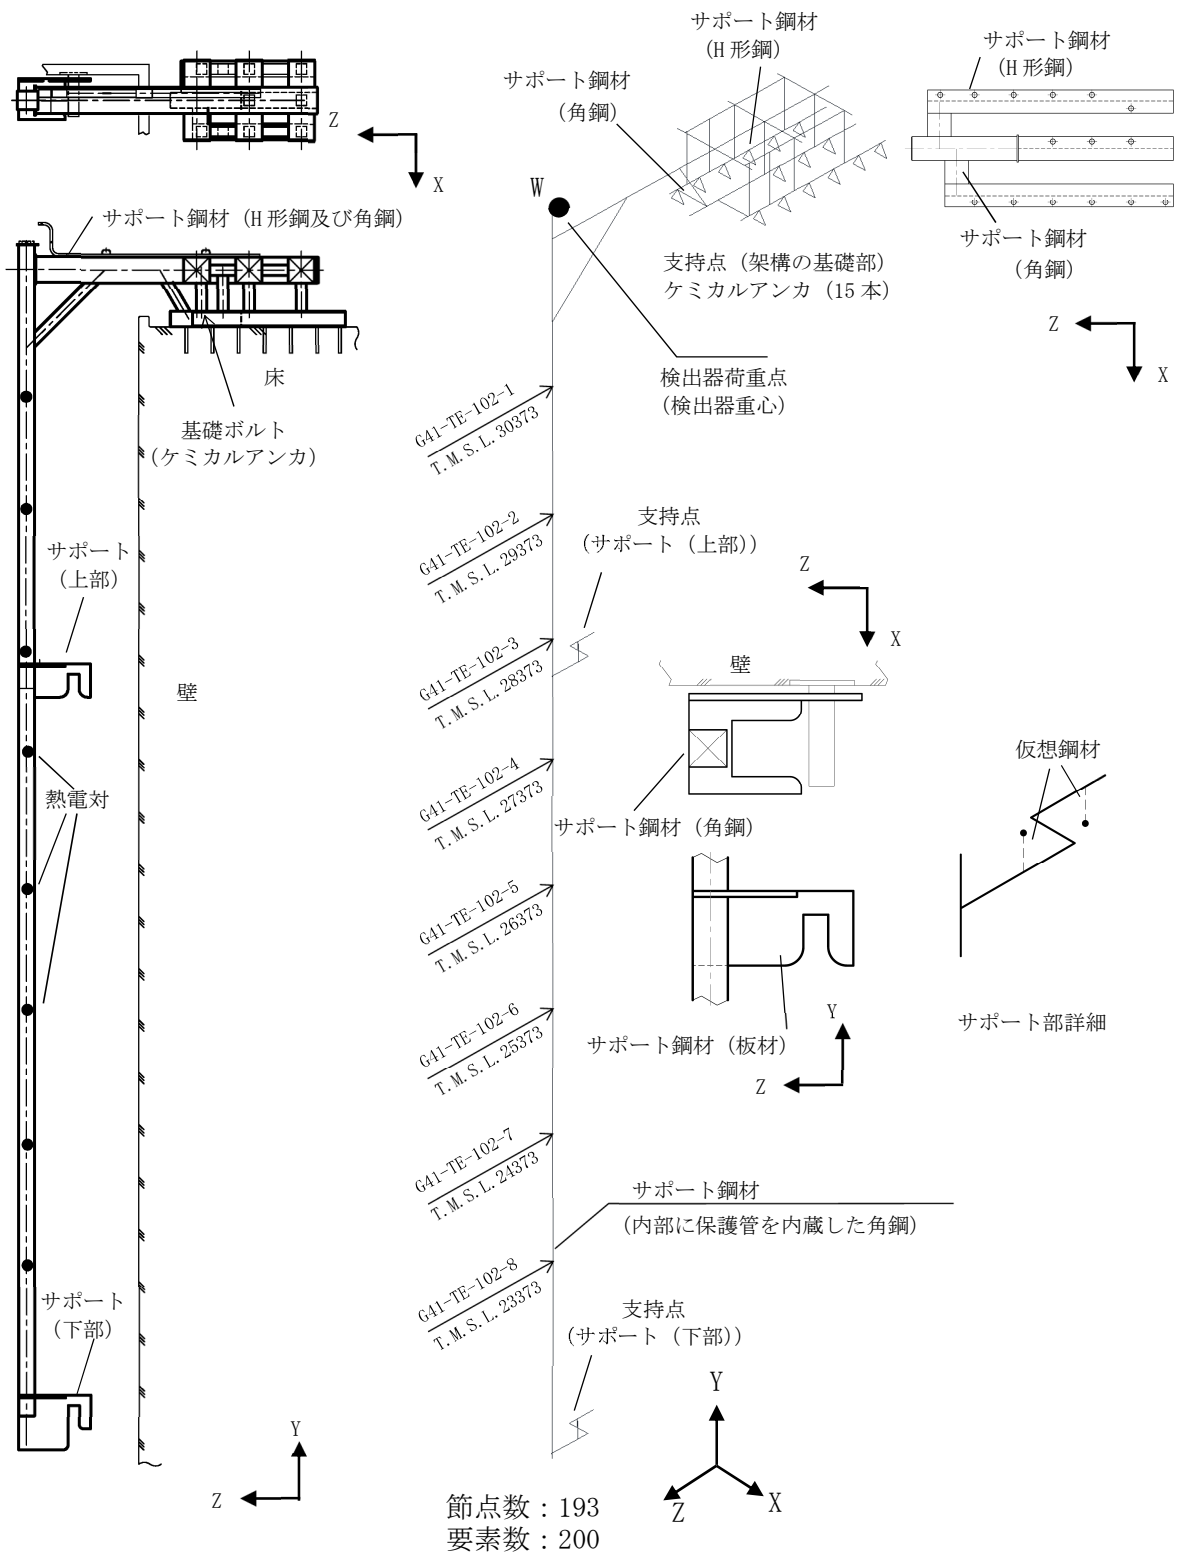 サポート鋼材
(H形鋼)
サポート鋼材
(角鋼)
サポート鋼材
(H形鋼)
Z
X
W
サポート鋼材(H形鋼及び角鋼)
サポート鋼材
(角鋼)
支持点(架構の基礎部)
ケミカルアンカ(15本)
Z
X
床
検出器荷重点
(検出器重心)
基礎ボルト
(ケミカルアンカ)
G41-TE-102-1
T.M.S.L.30373
G41-TE-102-2
T.M.S.L.29373
支持点
(サポート(上部))
サポート
(上部)
Z
X
G41-TE-102-3
T.M.S.L.28373
壁
壁
熱電対
G41-TE-102-4
T.M.S.L.27373
サポート鋼材(角鋼)
仮想鋼材
G41-TE-102-5
T.M.S.L.26373
G41-TE-102-6
T.M.S.L.25373
サポート鋼材(板材)
Y
Z
サポート部詳細
G41-TE-102-7
T.M.S.L.24373
サポート鋼材
(内部に保護管を内蔵した角鋼)
G41-TE-102-8
T.M.S.L.23373
サポート
(下部)
支持点
(サポート(下部))
Y
Z
Y
Z
X
節点数:193
要素数:200